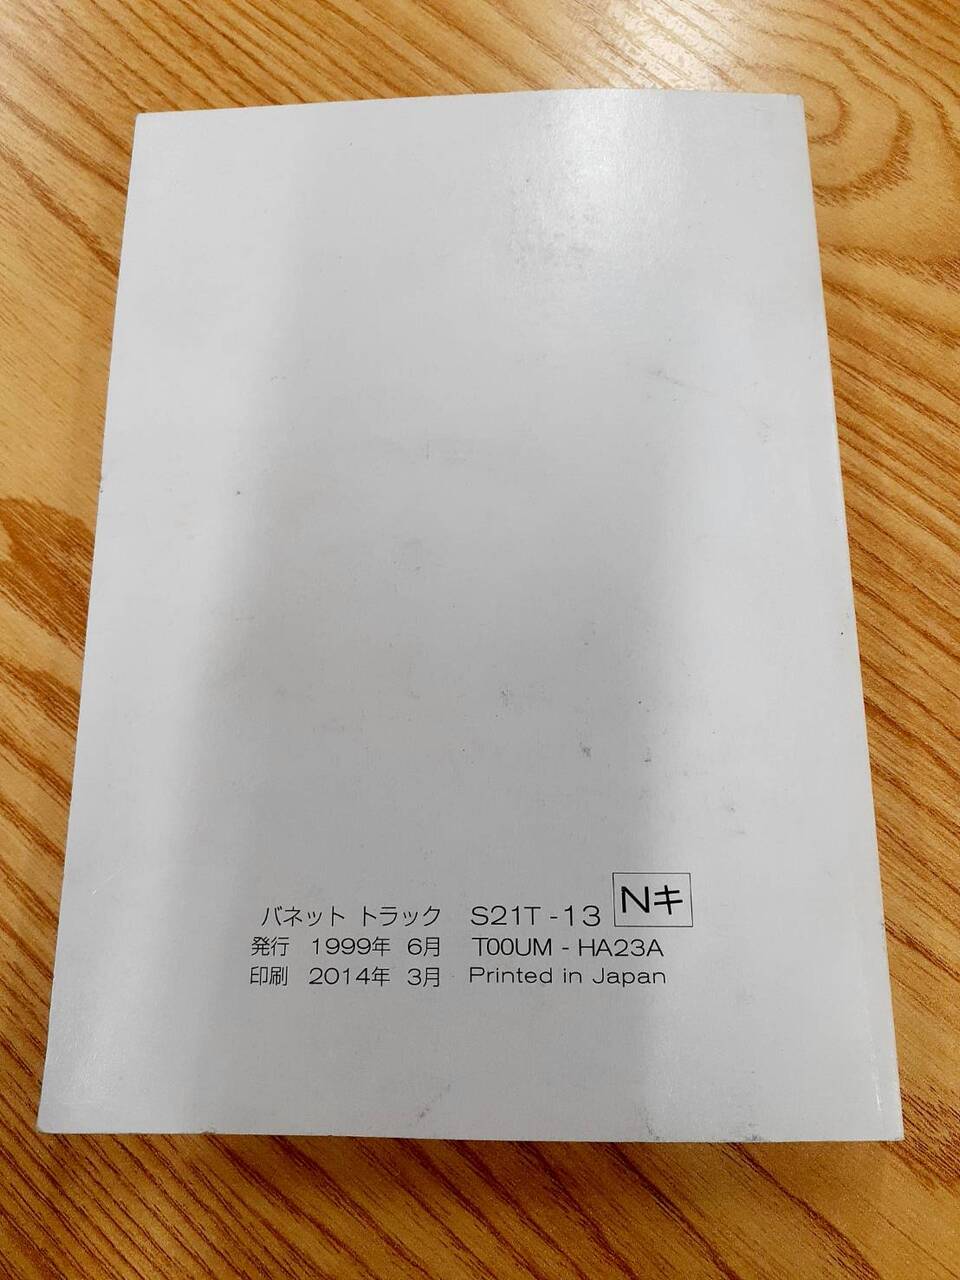 バネット トラック S21T-13 Nキ
発行 1999年 6月 T00UM-HA23A
印刷 2014年 3月 Printed in Japan